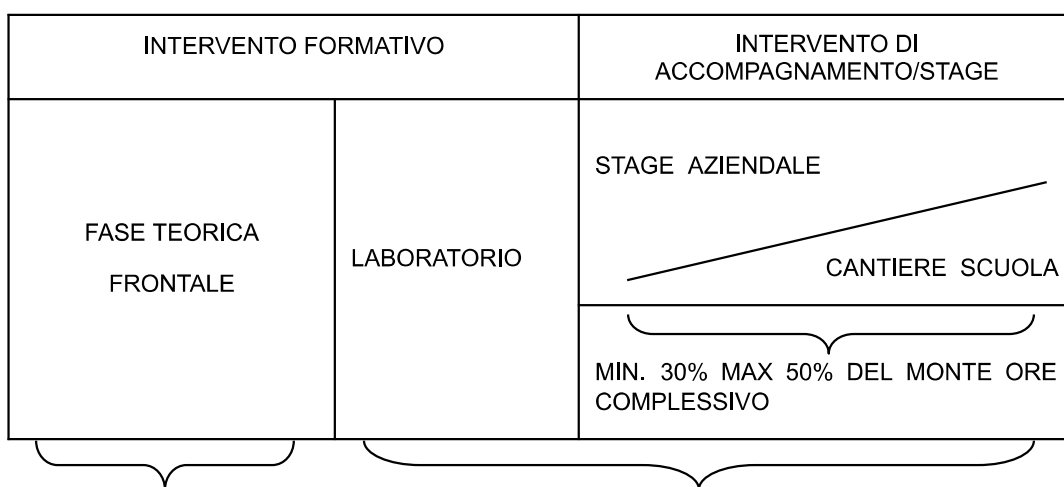 INTERVENTO FORMATIVO
INTERVENTO DI
ACCOMPAGNAMENTO/STAGE
FASE TEORICA
FRONTALE
LABORATORIO
STAGE AZIENDALE
CANTIERE SCUOLA
MIN. 30% MAX 50% DEL MONTE ORE
COMPLESSIVO